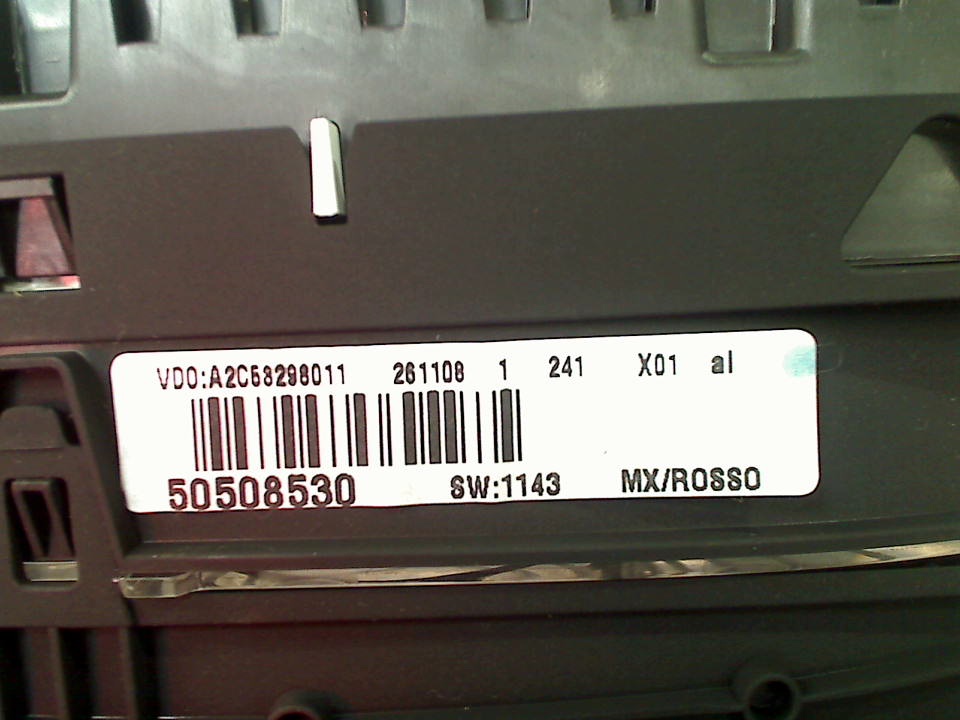 VDO:A2C53298011 261108 1 241 X01 al
50508530 SW:1143 MX/ROSSO